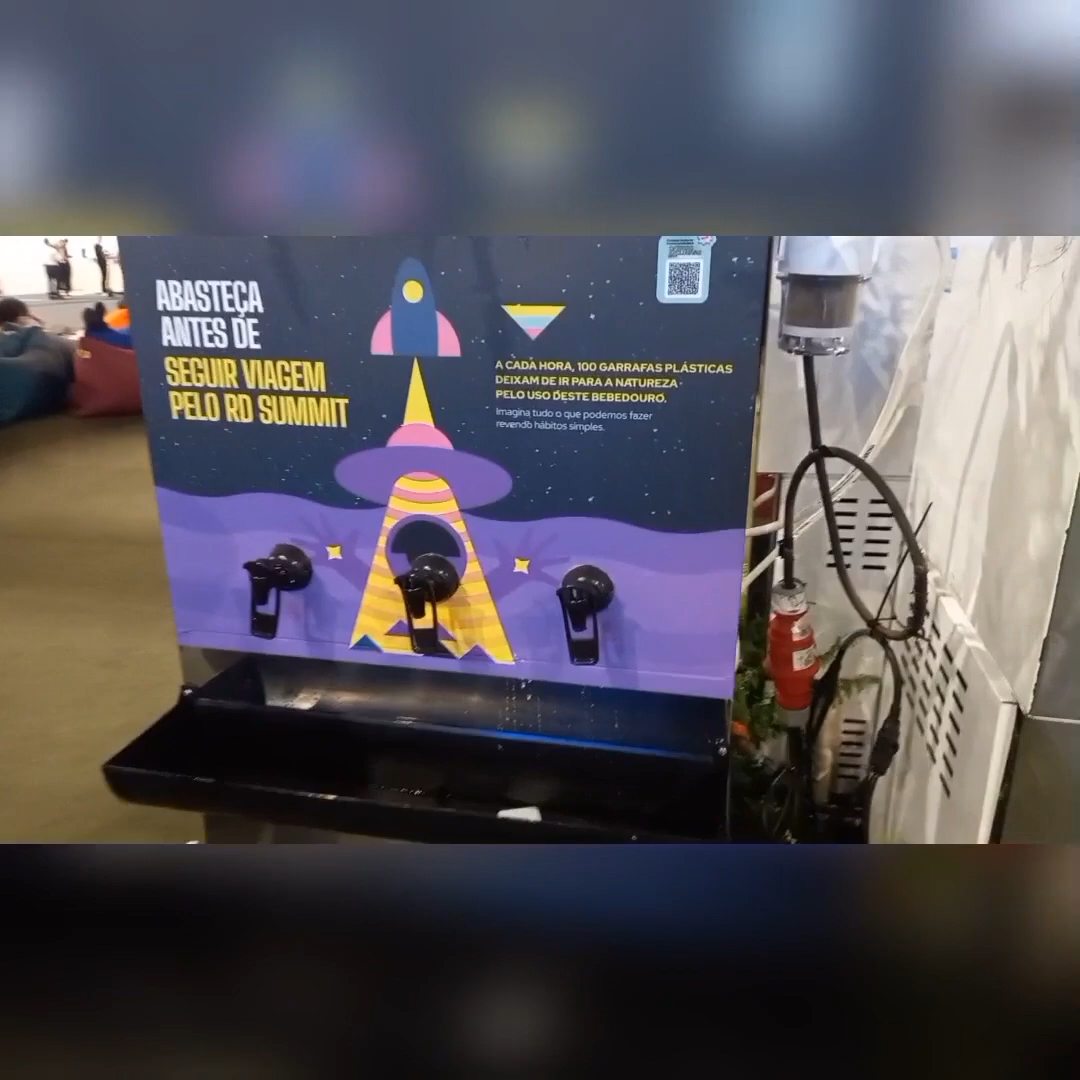 ABASTEÇA
ANTES DE
SEGUIR VIAGEM
PELO RD SUMMIT
A CADA HORA, 100 GARRAFAS PLÁSTICAS
DEIXAM DE IR PARA A NATUREZA
PELO USO DESTE BEBEDOURO.
Imagina tudo o que podemos fazer
revendo hábitos simples.